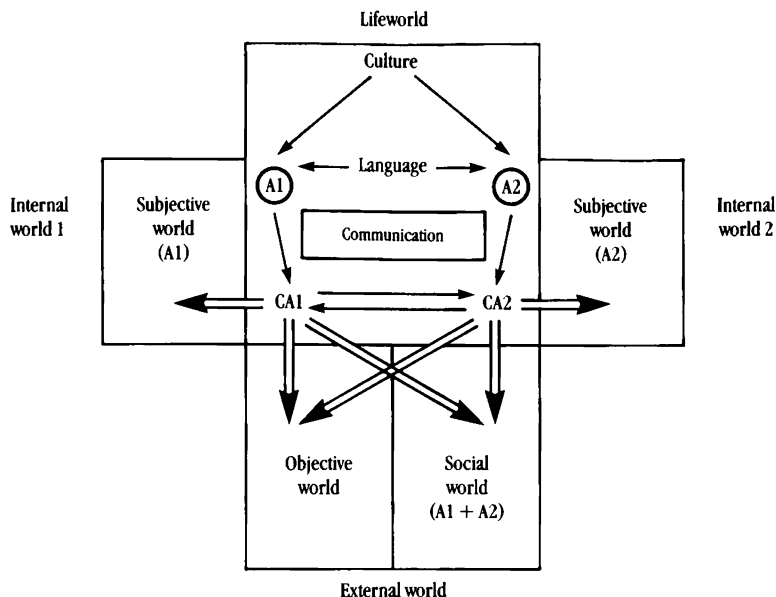 Lifeworld
Culture
Language
A1
A2
Internal
world 1
Subjective
world
(A1)
Communication
Subjective
world
(A2)
Internal
world 2
CA1
CA2
Objective
world
Social
world
(A1 + A2)
External world